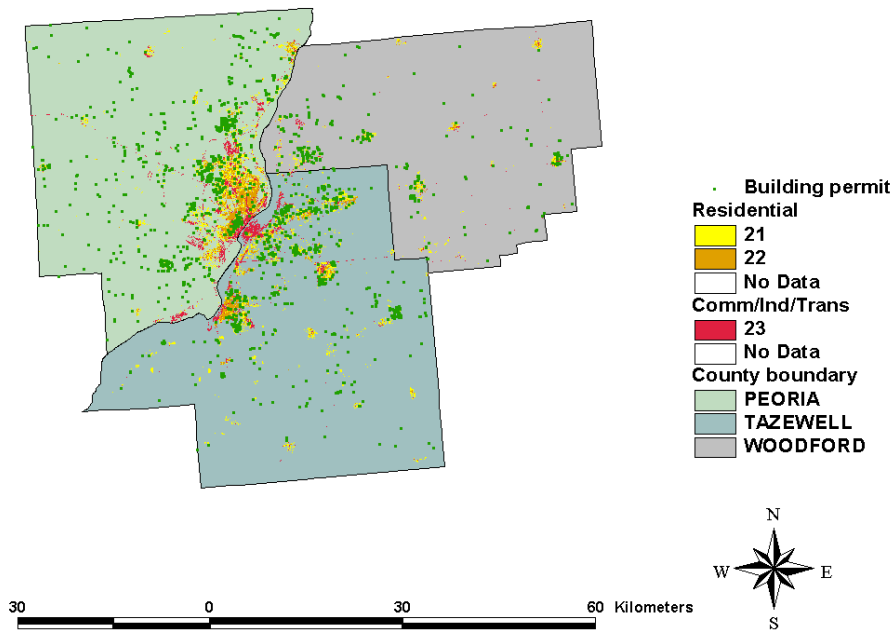 Building permit
Residential
21
22
No Data
Comm/Ind/Trans
23
No Data
County boundary
PEORIA
TAZEWELL
WOODFORD
N
W E
S
30 0 30 60 Kilometers